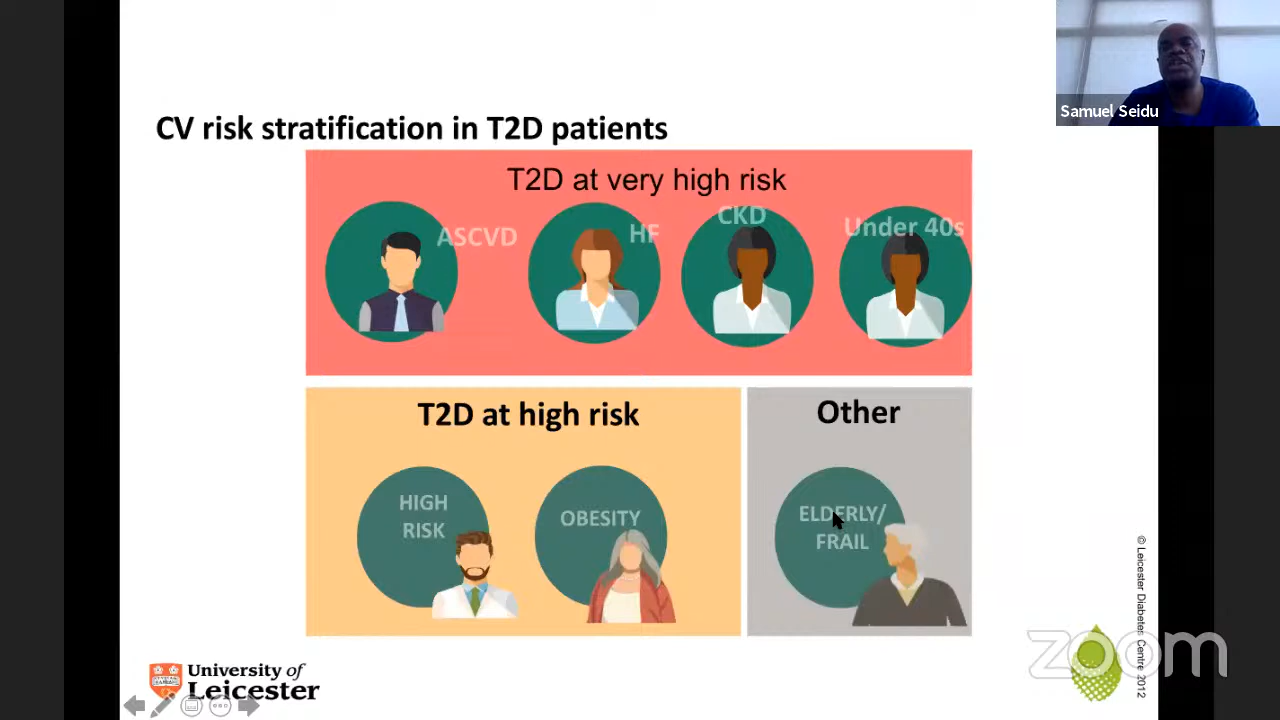 Samuel Seidu
CV risk stratification in T2D patients
T2D at very high risk
ASCVD
HF
CKD
Under 40s
T2D at high risk
HIGH
RISK
OBESITY
Other
ELDERLY/
FRAIL
© Leicester Diabetes Centre 2012
University of
Leicester
zoom